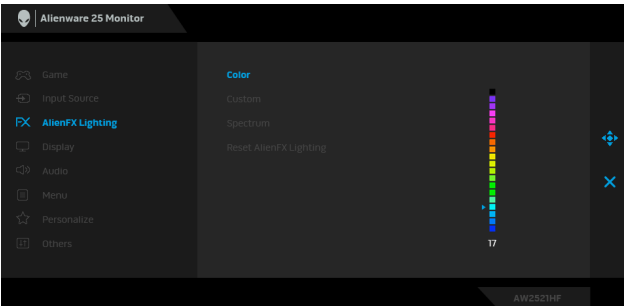 Alienware 25 Monitor
Game
Input Source
FX AlienFX Lighting
Display
Audio
Menu
Personalize
Others
Color
Custom
Spectrum
Reset AlienFX Lighting
17
AW2521HF